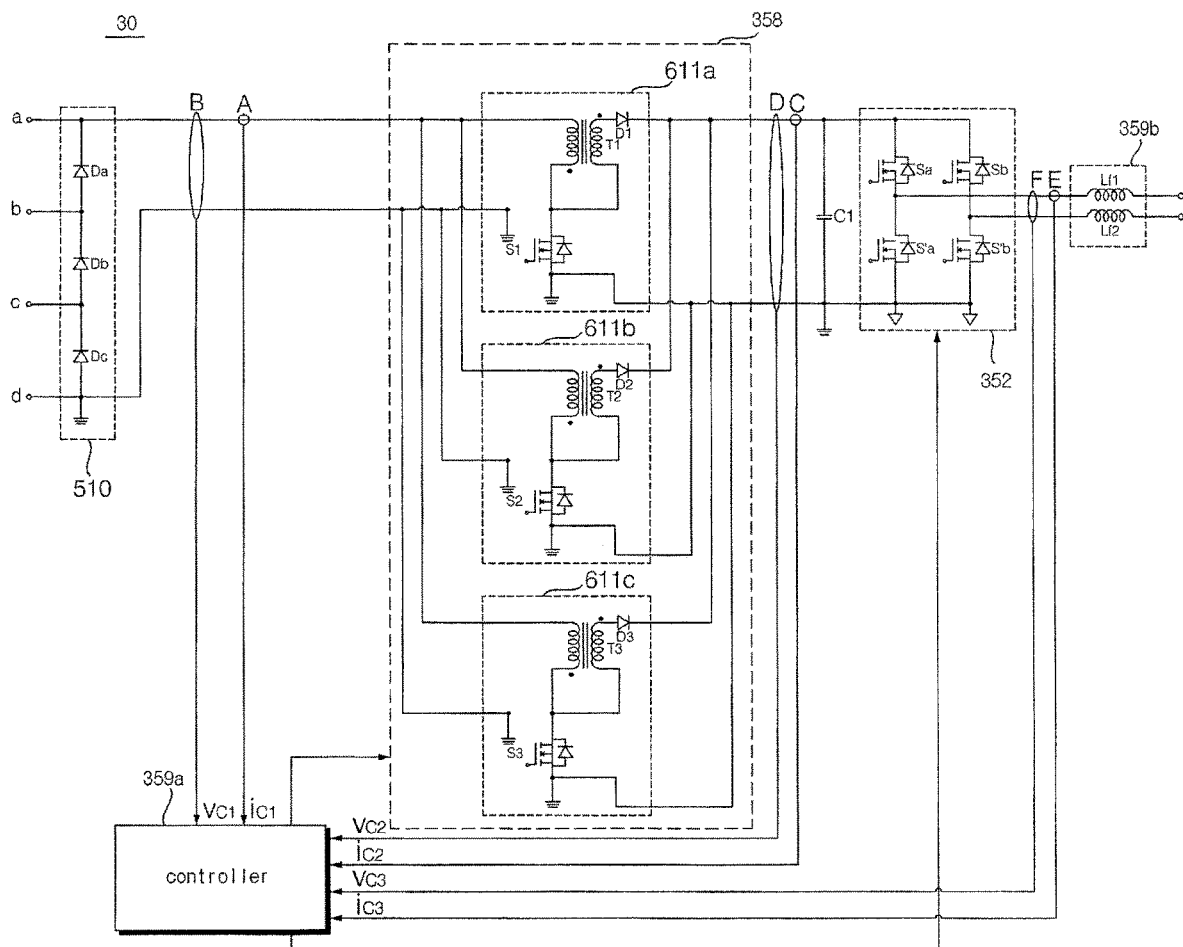 30
358
611a
a
B
A
D
C
D1
T1
359b
Da
Sa
Sb
b
F
E
Lf1
Lf2
C1
S1
S'a
S'b
Db
c
611b
352
Dc
D2
T2
d
510
S2
611c
D3
T3
S3
359a
VC1
iC1
VC2
iC2
controller
VC3
iC3